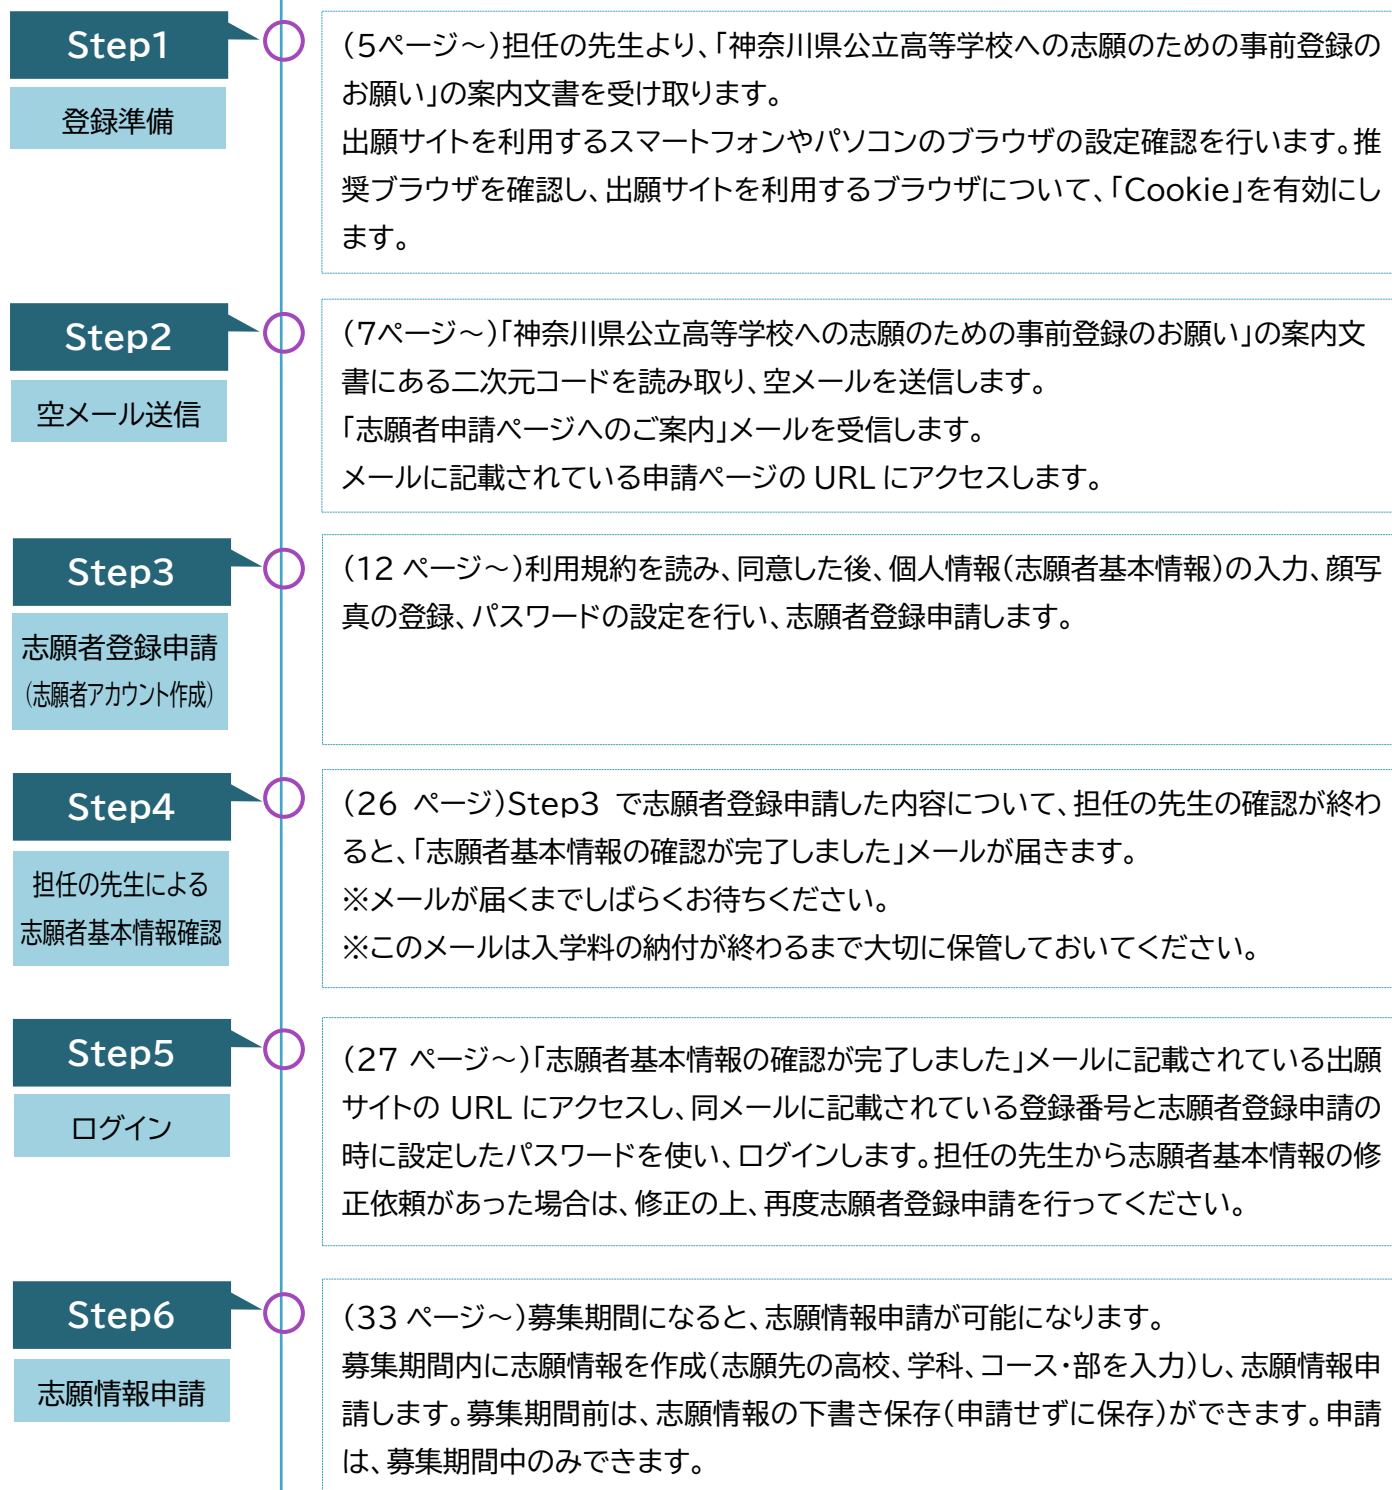 Step1
登録準備
（5ページ～）担任の先生より、「神奈川県公立高等学校への志願のための事前登録の
お願い」の案内文書を受け取ります。
出願サイトを利用するスマートフォンやパソコンのブラウザの設定確認を行います。推
奨ブラウザを確認し、出願サイトを利用するブラウザについて、「Cookie」を有効にし
ます。
Step2
空メール送信
（7ページ～）「神奈川県公立高等学校への志願のための事前登録のお願い」の案内文
書にある二次元コードを読み取り、空メールを送信します。
「志願者申請ページへのご案内」メールを受信します。
メールに記載されている申請ページの URL にアクセスします。
Step3
志願者登録申請
（志願者アカウント作成）
（12 ページ～）利用規約を読み、同意した後、個人情報（志願者基本情報）の入力、顔写
真の登録、パスワードの設定を行い、志願者登録申請します。
Step4
担任の先生による
志願者基本情報確認
（26 ページ）Step3 で志願者登録申請した内容について、担任の先生の確認が終わ
ると、「志願者基本情報の確認が完了しました」メールが届きます。
※メールが届くまでしばらくお待ちください。
※このメールは入学料の納付が終わるまで大切に保管しておいてください。
Step5
ログイン
（27 ページ～）「志願者基本情報の確認が完了しました」メールに記載されている出願
サイトの URL にアクセスし、同メールに記載されている登録番号と志願者登録申請の
時に設定したパスワードを使い、ログインします。担任の先生から志願者基本情報の修
正依頼があった場合は、修正の上、再度志願者登録申請を行ってください。
Step6
志願情報申請
（33 ページ～）募集期間になると、志願情報申請が可能になります。
募集期間内に志願情報を作成（志願先の高校、学科、コース・部を入力）し、志願情報申
請します。募集期間前は、志願情報の下書き保存（申請せずに保存）ができます。申請
は、募集期間中のみできます。